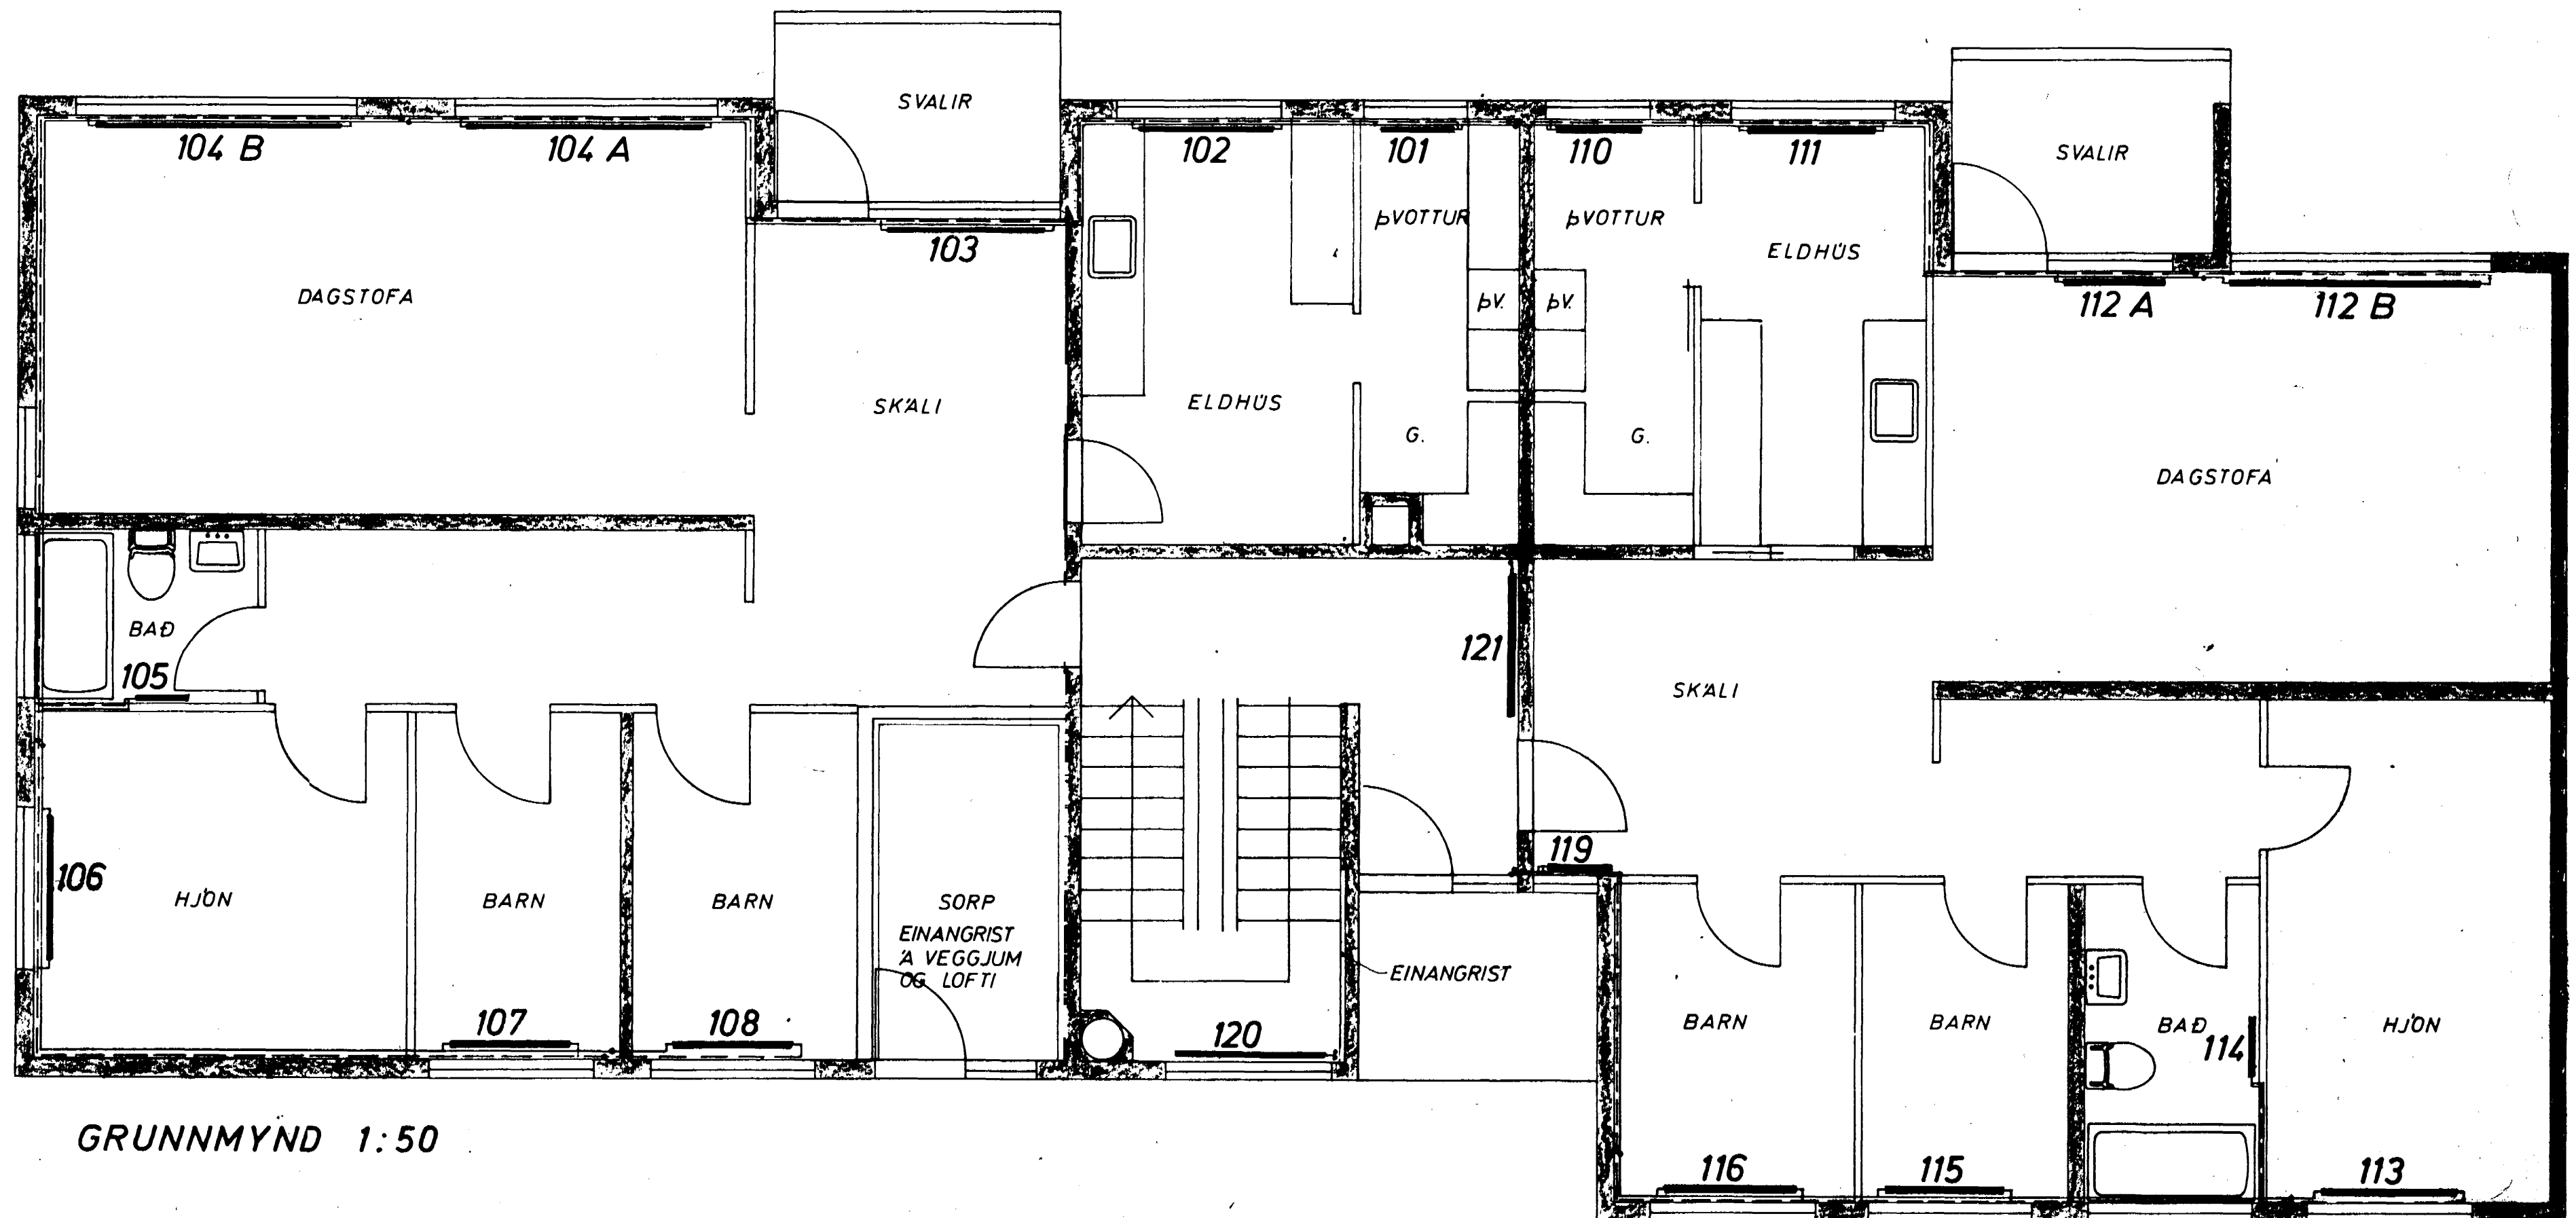 SVALIR
104 B
104 A
102
101
110
111
SVALIR
ÞVOTTUR
ÞVOTTUR
103
ELDHÚS
DAGSTOFA
ÞV.
ÞV.
112 A
112 B
SKÁLI
ELDHÚS
G.
G.
DAGSTOFA
BAÐ
105
121
SKÁLI
106
HJÓN
BARN
BARN
SORP
EINANGRIST
Á VEGGJUM
OG LOFTI
119
EINANGRIST
107
108
120
BARN
BARN
BAÐ
114
HJÓN
GRUNNMYND 1:50
116
115
113